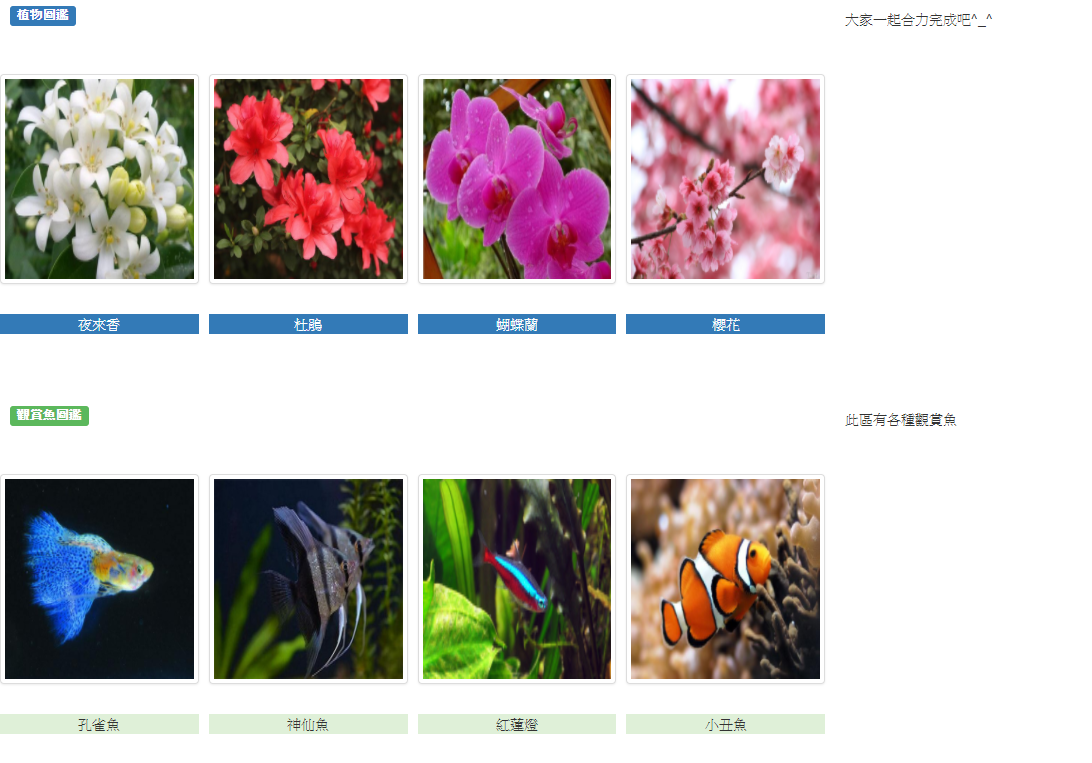 植物圖鑑
大家一起合力完成吧^_^
夜來香
杜鵑
蝴蝶蘭
櫻花
觀賞魚圖鑑
此區有各種觀賞魚
孔雀魚
神仙魚
紅蓮燈
小丑魚